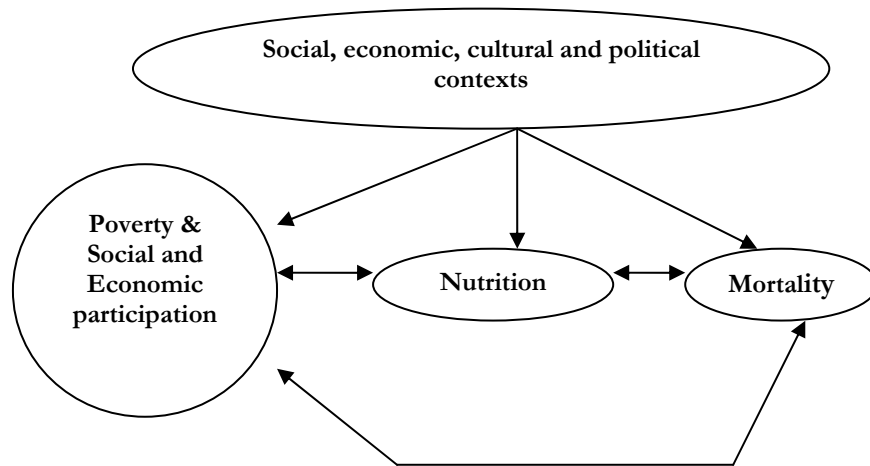 Social, economic, cultural and political
contexts
Poverty &
Social and
Economic
participation
Nutrition
Mortality